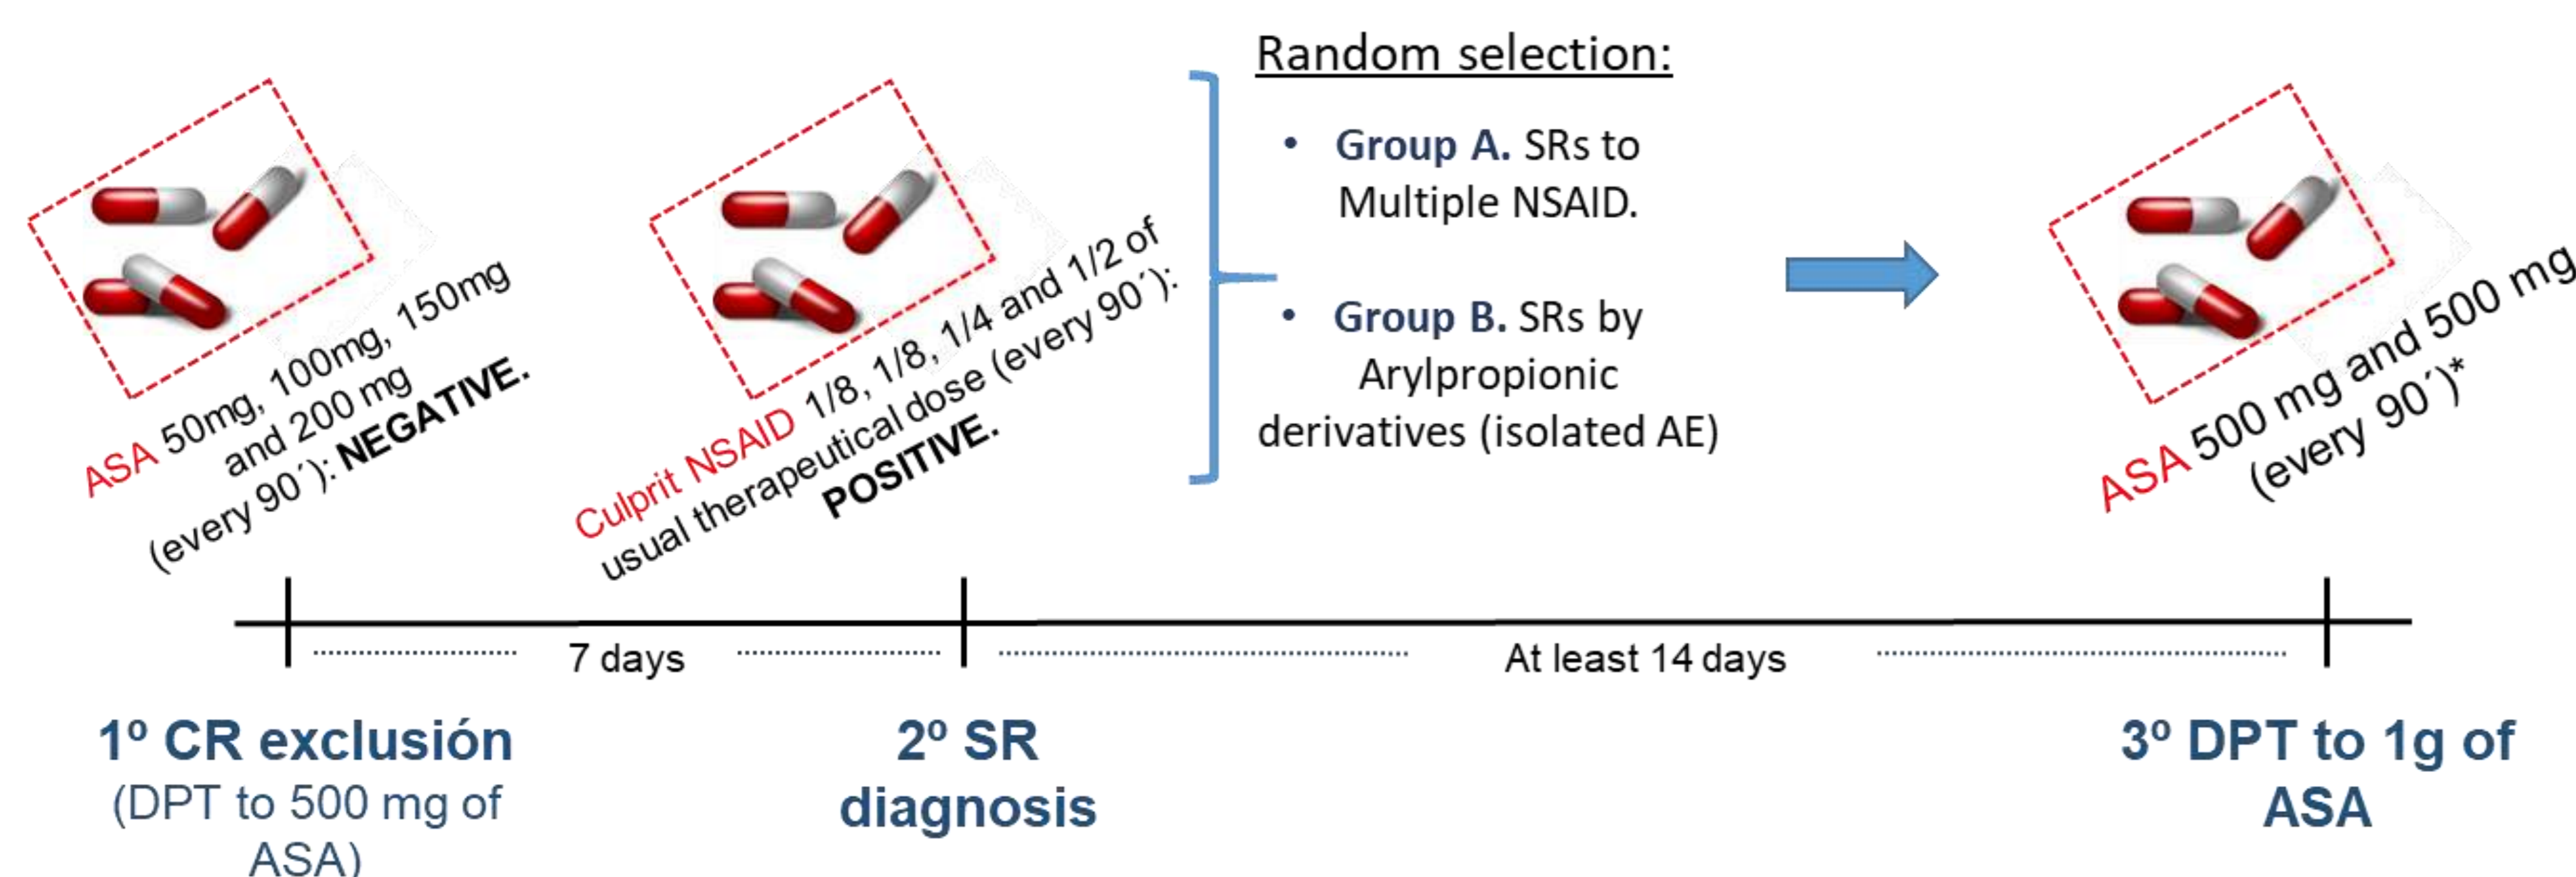 ASA 50mg, 100mg, 150mg
and 200 mg
(every 90´): NEGATIVE.
Culprit NSAID 1/8, 1/8, 1/4 and 1/2 of
usual therapeutical dose (every 90´):
POSITIVE.
Random selection:
• Group A. SRs to
Multiple NSAID.
• Group B. SRs by
Arylpropionic
derivatives (isolated AE)
ASA 500 mg and 500 mg
(every 90´)*
7 days
At least 14 days
1º CR exclusión
(DPT to 500 mg of
ASA)
2º SR
diagnosis
3º DPT to 1g of
ASA